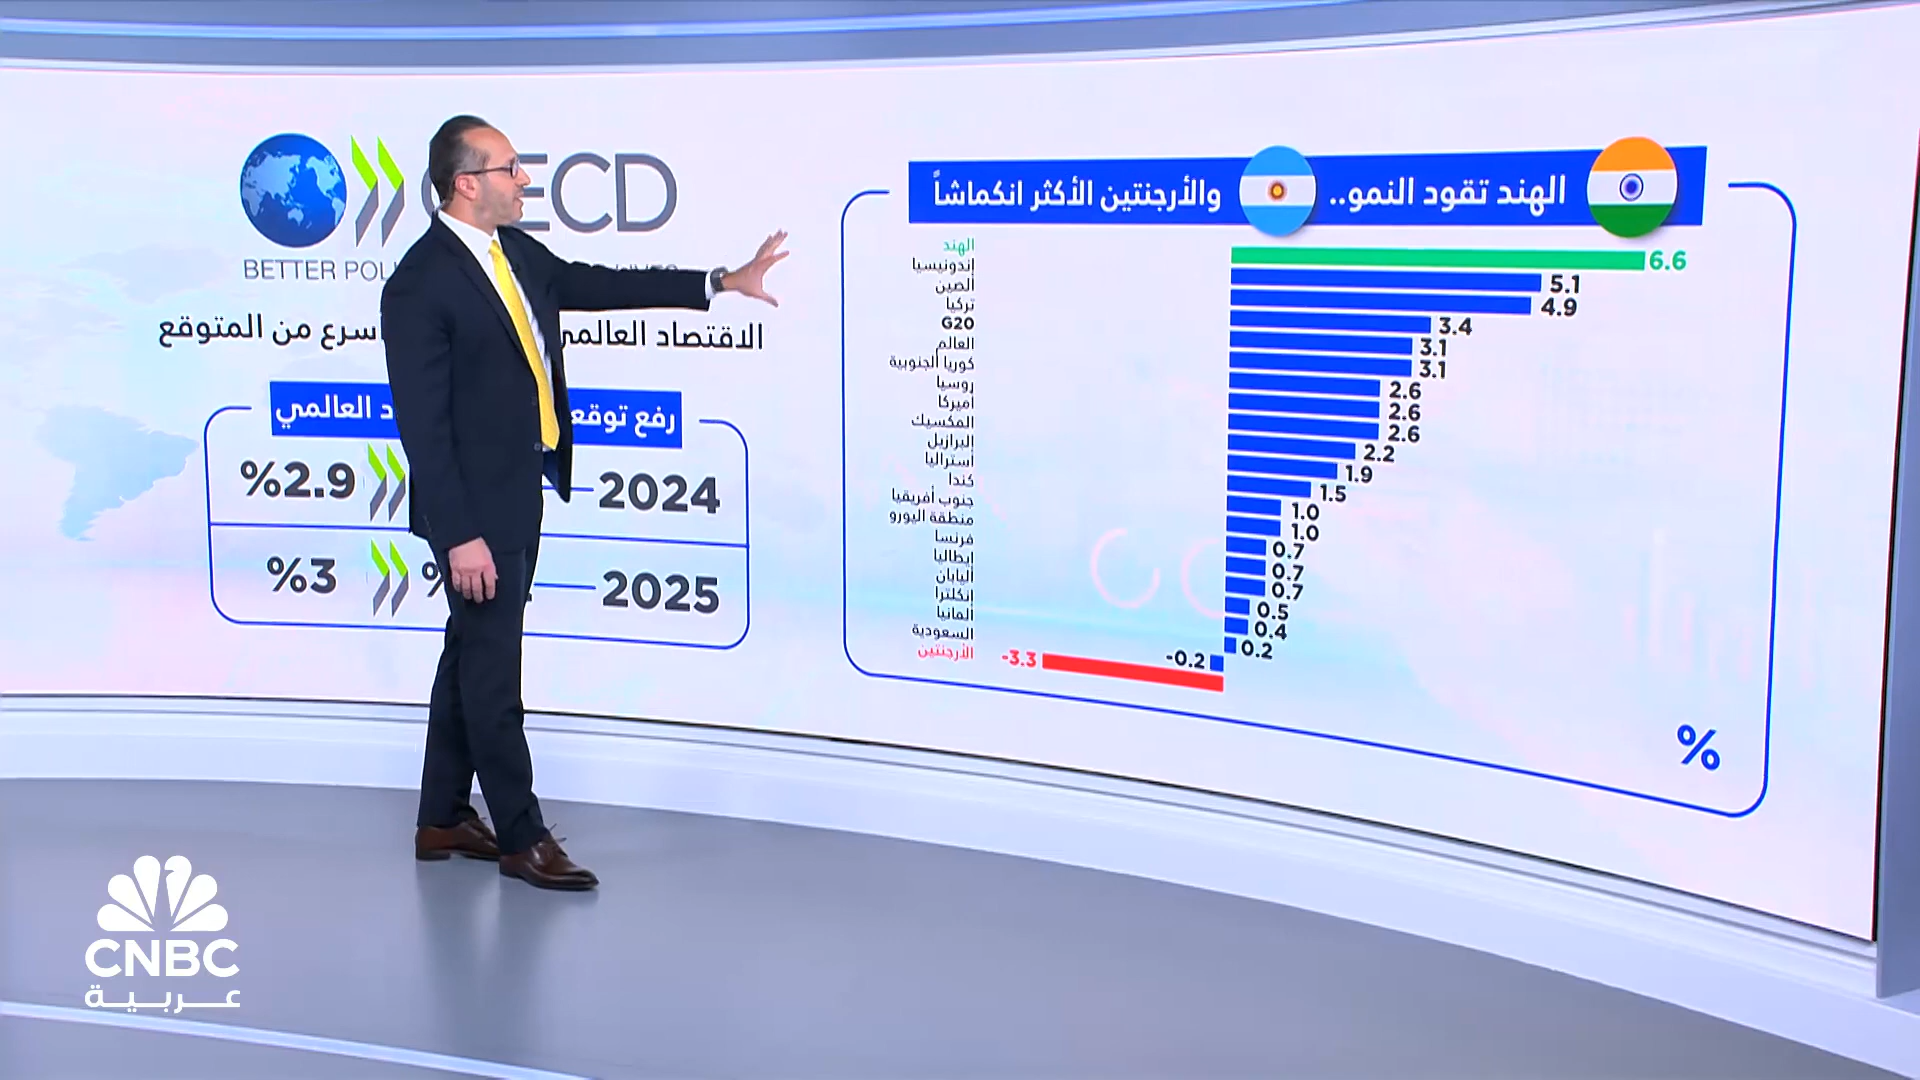 الهند تقود النمو.. والأرجنتين الأكثر انكماشاً
الهند
إندونيسيا
الصين
تركيا
G20
العالم
كوريا الجنوبية
روسيا
أميركا
المكسيك
البرازيل
أستراليا
كندا
جنوب أفريقيا
منطقة اليورو
فرنسا
إيطاليا
اليابان
إنكلترا
ألمانيا
السعودية
الأرجنتين
6.6
5.1
4.9
3.4
3.1
3.1
2.6
2.6
2.6
2.2
1.9
1.5
1.0
1.0
0.7
0.7
0.7
0.5
0.4
0.2
-0.2
-3.3
%
ECD
BETTER POL
الاقتصاد العالمي
أسرع من المتوقع
رفع توقع
د العالمي
2024
%2.9
2025
%
%3
CNBC
عربية